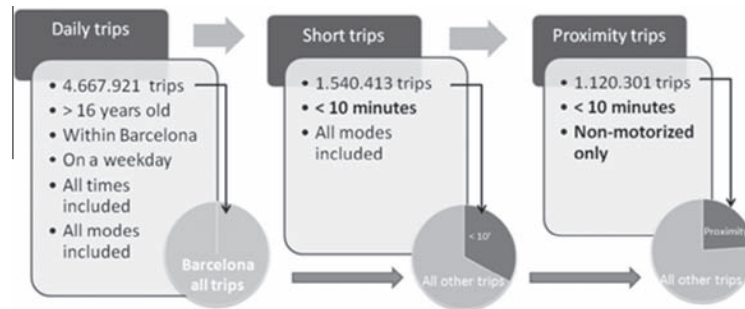 Daily trips
• 4.667.921 trips
• > 16 years old
• Within Barcelona
• On a weekday
• All times
included
• All modes
included
Barcelona
all trips
Short trips
• 1.540.413 trips
• < 10 minutes
• All modes
included
< 10'
All other trips
Proximity trips
• 1.120.301 trips
• < 10 minutes
• Non-motorized
only
Proximity
All other trips